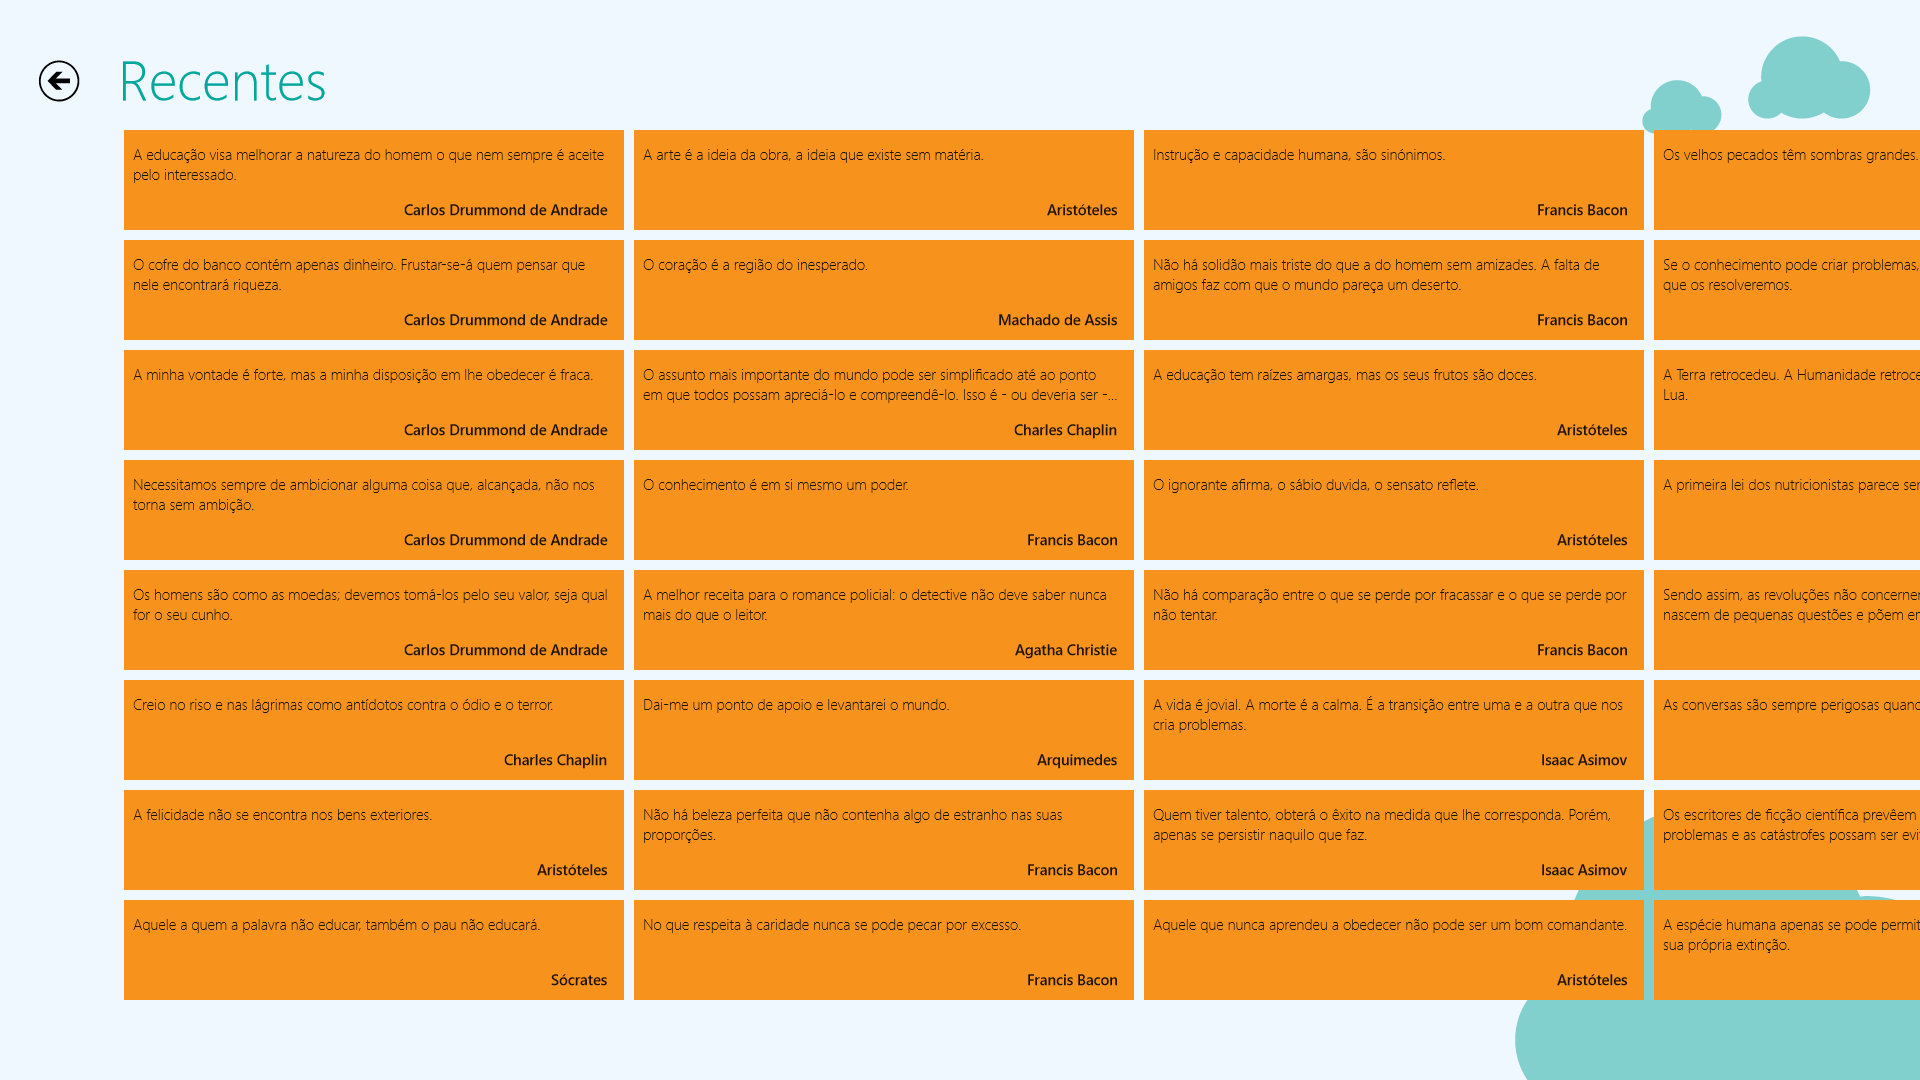 Recentes
A educação visa melhorar a natureza do homem o que nem sempre é aceite
pelo interessado.
Carlos Drummond de Andrade
O cofre do banco contém apenas dinheiro. Frustar-se-á quem pensar que
nele encontrará riqueza.
Carlos Drummond de Andrade
A minha vontade é forte, mas a minha disposição em lhe obedecer é fraca.
Carlos Drummond de Andrade
Necessitamos sempre de ambicionar alguma coisa que, alcançada, não nos
torna sem ambição.
Carlos Drummond de Andrade
Os homens são como as moedas; devemos tomá-los pelo seu valor, seja qual
for o seu cunho.
Carlos Drummond de Andrade
Creio no riso e nas lágrimas como antídotos contra o ódio e o terror.
Charles Chaplin
A felicidade não se encontra nos bens exteriores.
Aristóteles
Aquele a quem a palavra não educar, também o pau não educará.
Sócrates
A arte é a ideia da obra, a ideia que existe sem matéria.
Aristóteles
O coração é a região do inesperado.
Machado de Assis
O assunto mais importante do mundo pode ser simplificado até ao ponto
em que todos possam apreciá-lo e compreendê-lo. Isso é - ou deveria ser -...
Charles Chaplin
O conhecimento é em si mesmo um poder.
Francis Bacon
A melhor receita para o romance policial: o detective não deve saber nunca
mais do que o leitor.
Agatha Christie
Dai-me um ponto de apoio e levantarei o mundo.
Arquimedes
Não há beleza perfeita que não contenha algo de estranho nas suas
proporções.
Francis Bacon
No que respeita à caridade nunca se pode pecar por excesso.
Francis Bacon
Instrução e capacidade humana, são sinónimos.
Francis Bacon
Não há solidão mais triste do que a do homem sem amizades. A falta de
amigos faz com que o mundo pareça um deserto.
Francis Bacon
A educação tem raízes amargas, mas os seus frutos são doces.
Aristóteles
O ignorante afirma, o sábio duvida, o sensato reflete.
Aristóteles
Não há comparação entre o que se perde por fracassar e o que se perde por
não tentar.
Francis Bacon
A vida é jovial. A morte é a calma. É a transição entre uma e a outra que nos
cria problemas.
Isaac Asimov
Quem tiver talento, obterá o êxito na medida que lhe corresponda. Porém,
apenas se persistir naquilo que faz.
Isaac Asimov
Aquele que nunca aprendeu a obedecer não pode ser um bom comandante.
Aristóteles
Os velhos pecados têm sombras grandes.
Se o conhecimento pode criar problemas,
que os resolveremos.
A Terra retrocedeu. A Humanidade
Lua.
A primeira lei dos nutricionistas parece
Sendo assim, as revoluções não
nascem de pequenas questões e põem
As conversas são sempre perigosas
Os escritores de ficção científica prevêem
problemas e as catástrofes possam ser
A espécie humana apenas se pode
sua própria extinção.